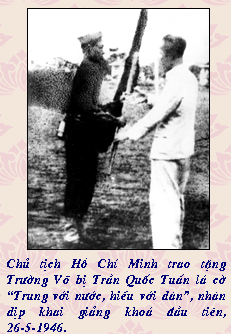 Chủ tịch Hồ Chí Minh trao tặng
Trường Võ bị Trần Quốc Tuấn lá cờ
“Trung với nước, hiếu với dân”, nhân
dịp khai giảng khoá đầu tiên,
26-5-1946.